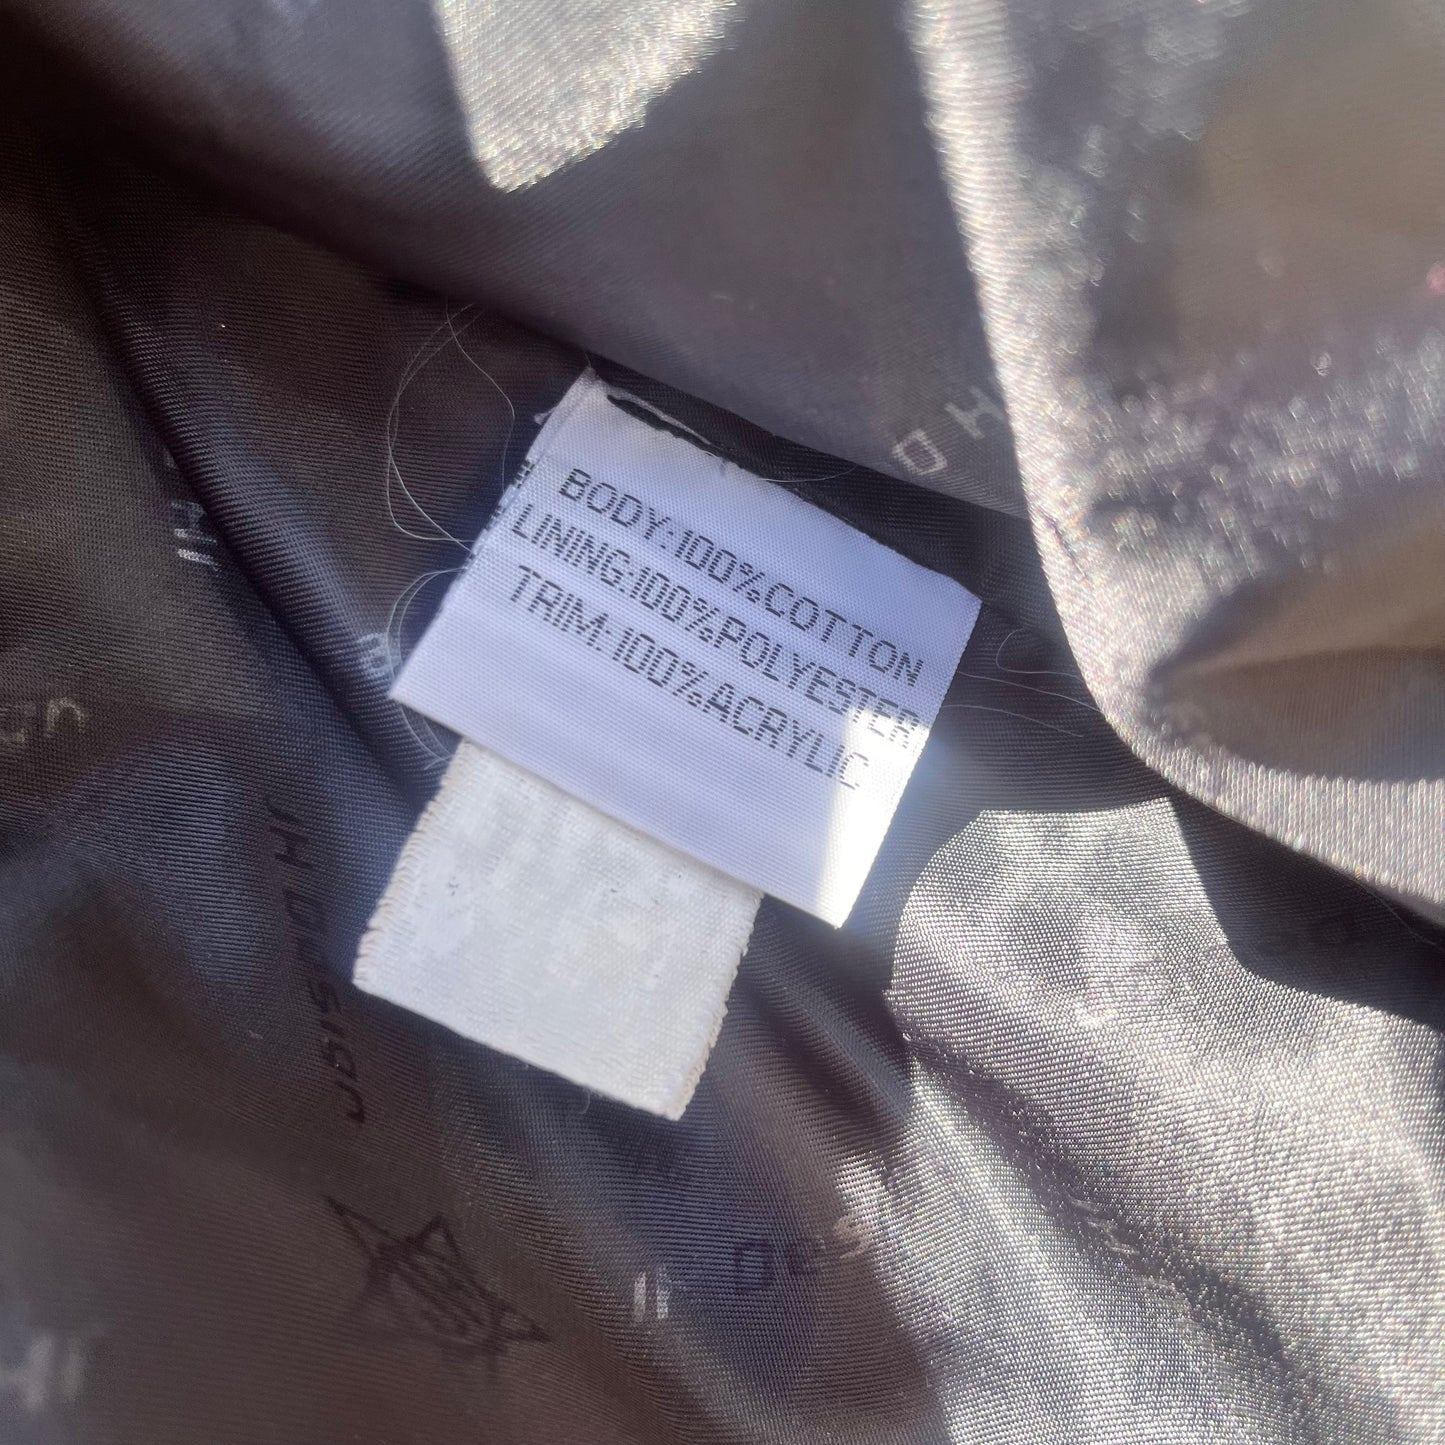 BODY:100%COTTON
LINING:100%POLYESTER
TRIM:100%ACRYLIC